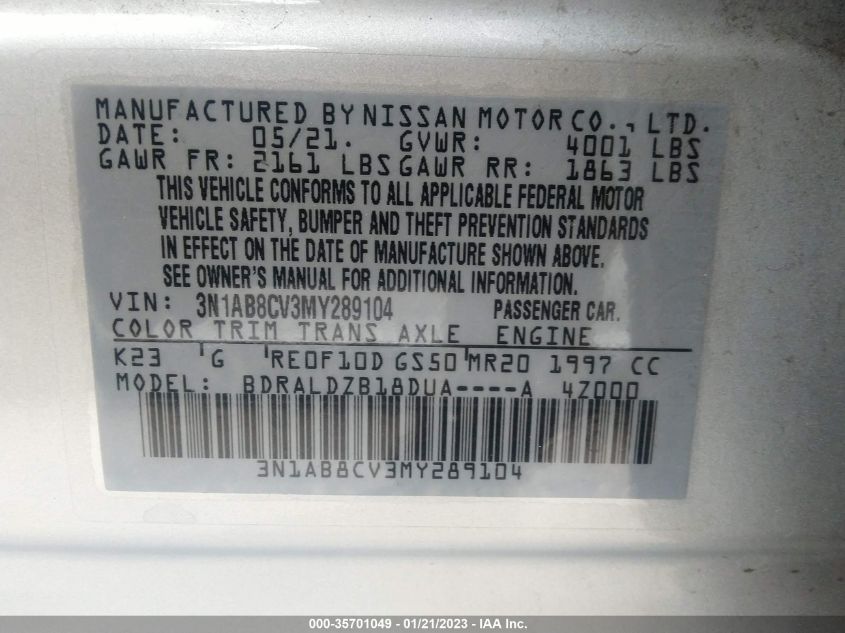 MANUFACTURED BY NISSAN MOTOR CO., LTD.
DATE: 05/21. GVWR: 4001 LBS
GAWR FR: 2161 LBS GAWR RR: 1863 LBS
THIS VEHICLE CONFORMS TO ALL APPLICABLE FEDERAL MOTOR
VEHICLE SAFETY, BUMPER AND THEFT PREVENTION STANDARDS
IN EFFECT ON THE DATE OF MANUFACTURE SHOWN ABOVE.
SEE OWNER'S MANUAL FOR ADDITIONAL INFORMATION.
VIN: 3N1AB8CV3MY289104 PASSENGER CAR.
COLOR TRIM TRANS AXLE ENGINE
K23 G RE0F10D GS50 MR20 1997 CC
MODEL: BDRALDZB18DUA----A 4Z000
3N1AB8CV3MY289104
000-35701049 - 01/21/2023 - IAA Inc.